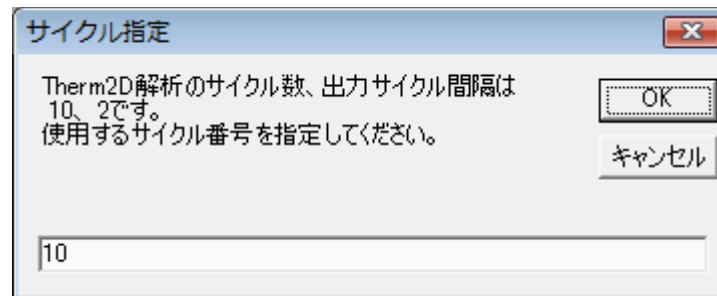 サイクル指定
Therm2D解析のサイクル数、出力サイクル間隔は
10、2です。
使用するサイクル番号を指定してください。
OK
キャンセル
10